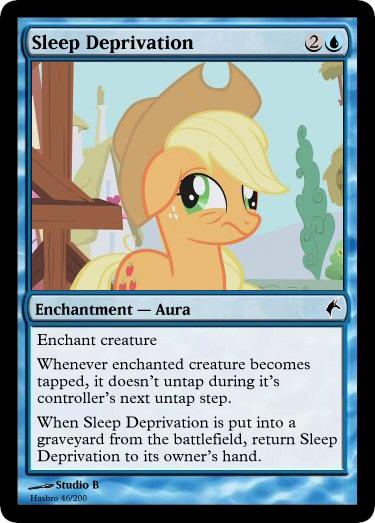 Sleep Deprivation 2
Enchantment — Aura
Enchant creature
Whenever enchanted creature becomes
tapped, it doesn't untap during it's
controller's next untap step.
When Sleep Deprivation is put into a
graveyard from the battlefield, return Sleep
Deprivation to its owner's hand.
Studio B
Hasbro 46/200